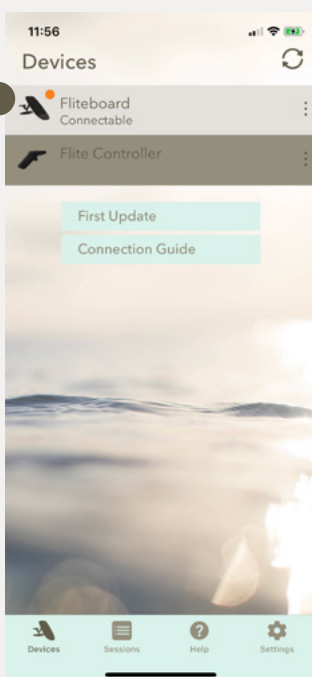 11:56
Devices
Fliteboard
Connectable
Flite Controller
First Update
Connection Guide
Devices
Sessions
Help
Settings